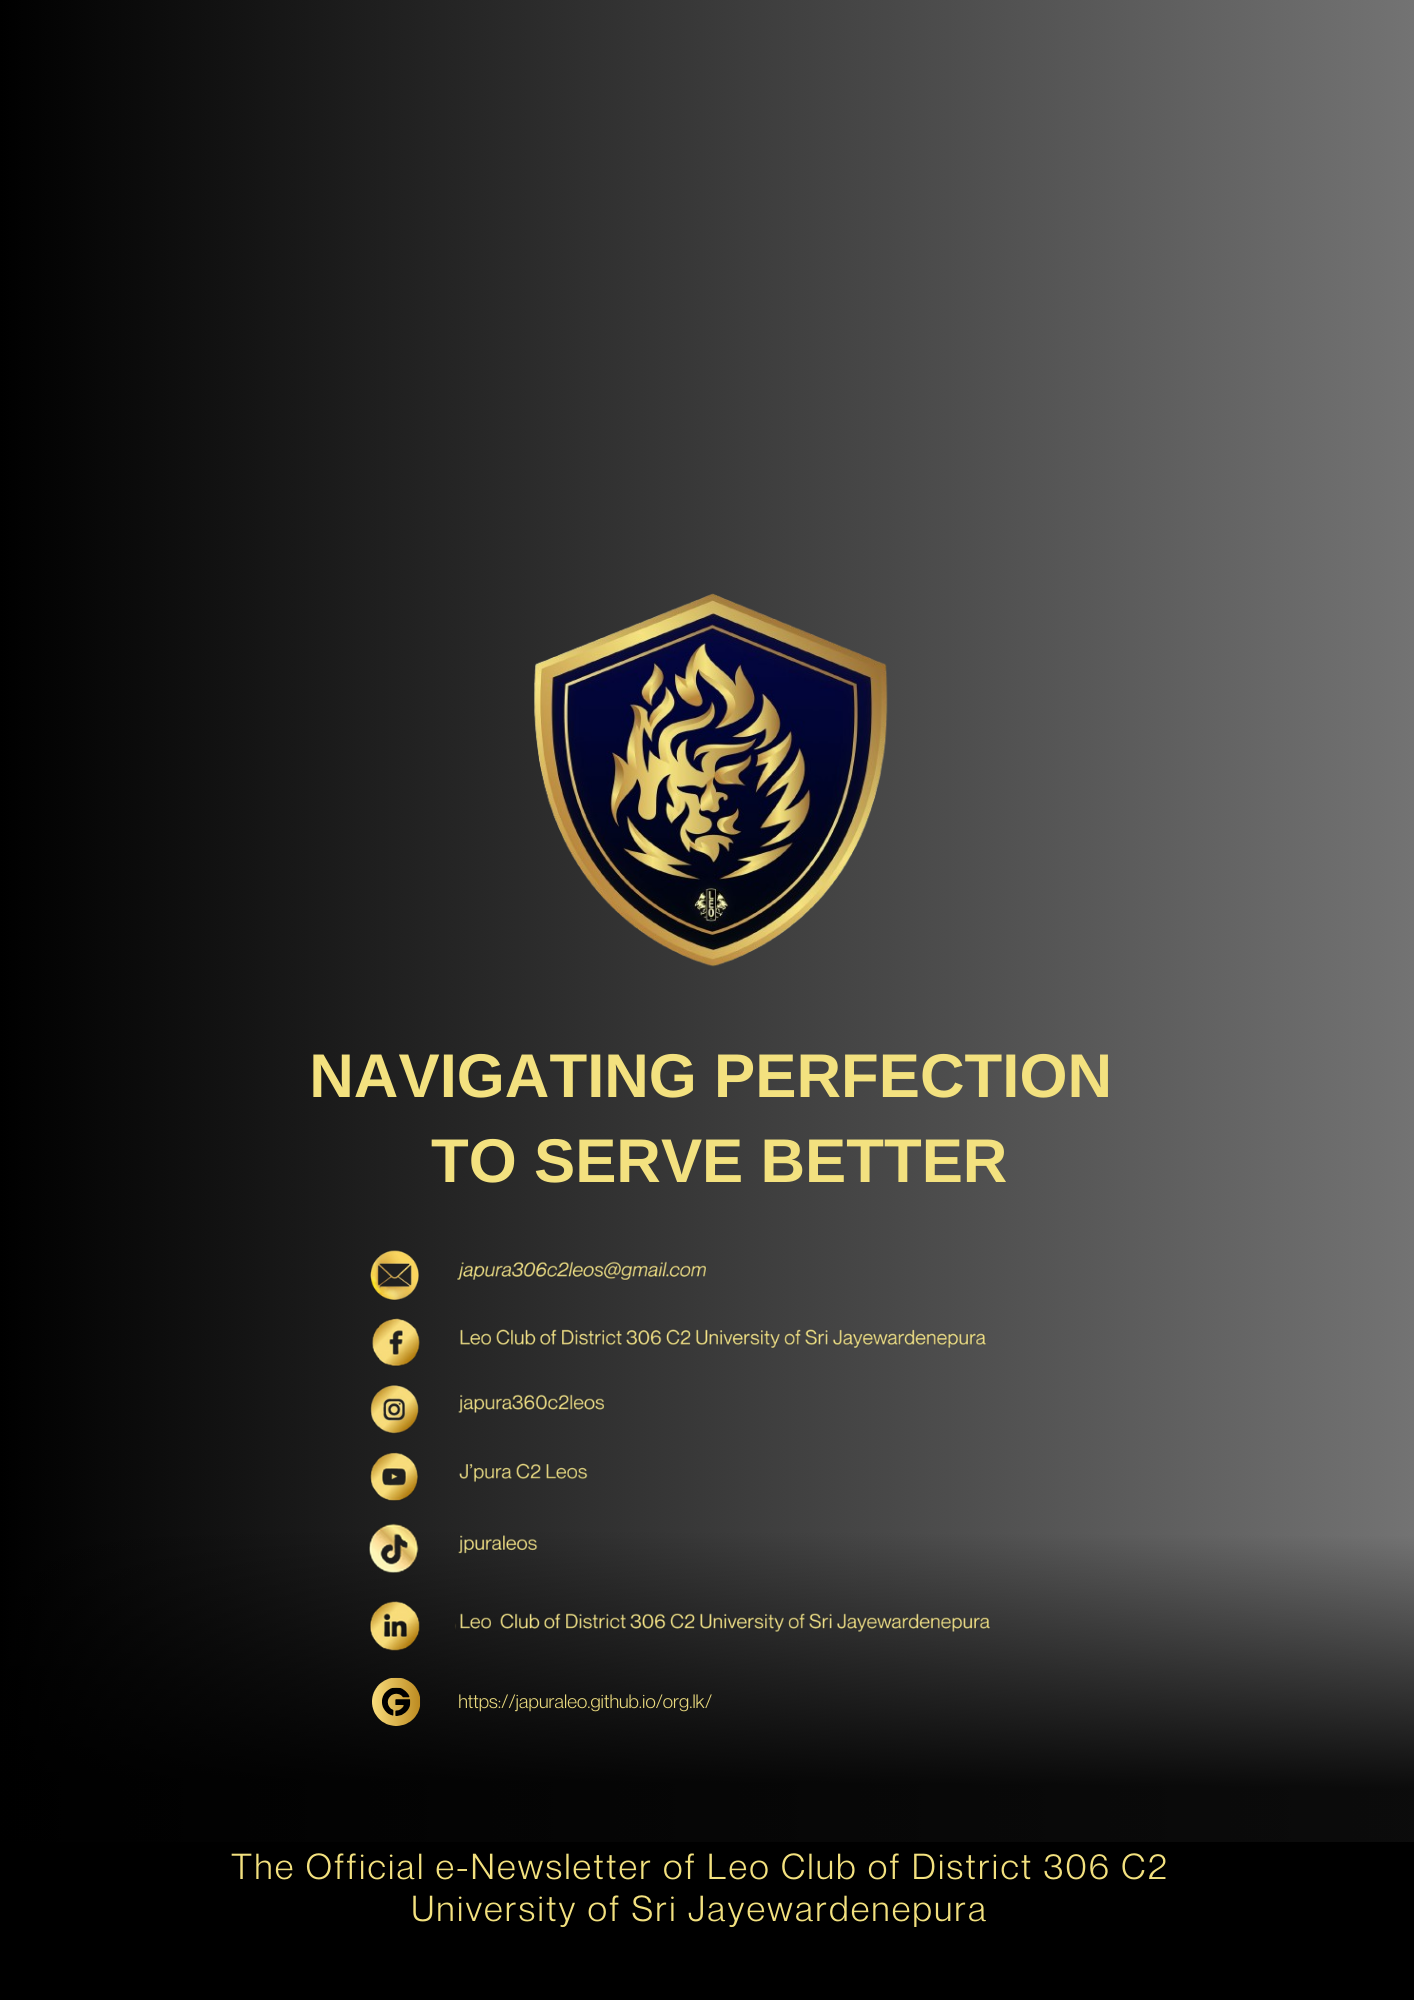 LEO
NAVIGATING PERFECTION
TO SERVE BETTER
japura306c2leos@gmail.com
Leo Club of District 306 C2 University of Sri Jayewardenepura
japura360c2leos
J'pura C2 Leos
jpuraleos
Leo Club of District 306 C2 University of Sri Jayewardenepura
https://japuraleo.github.io/org.lk/
The Official e-Newsletter of Leo Club of District 306 C2
University of Sri Jayewardenepura